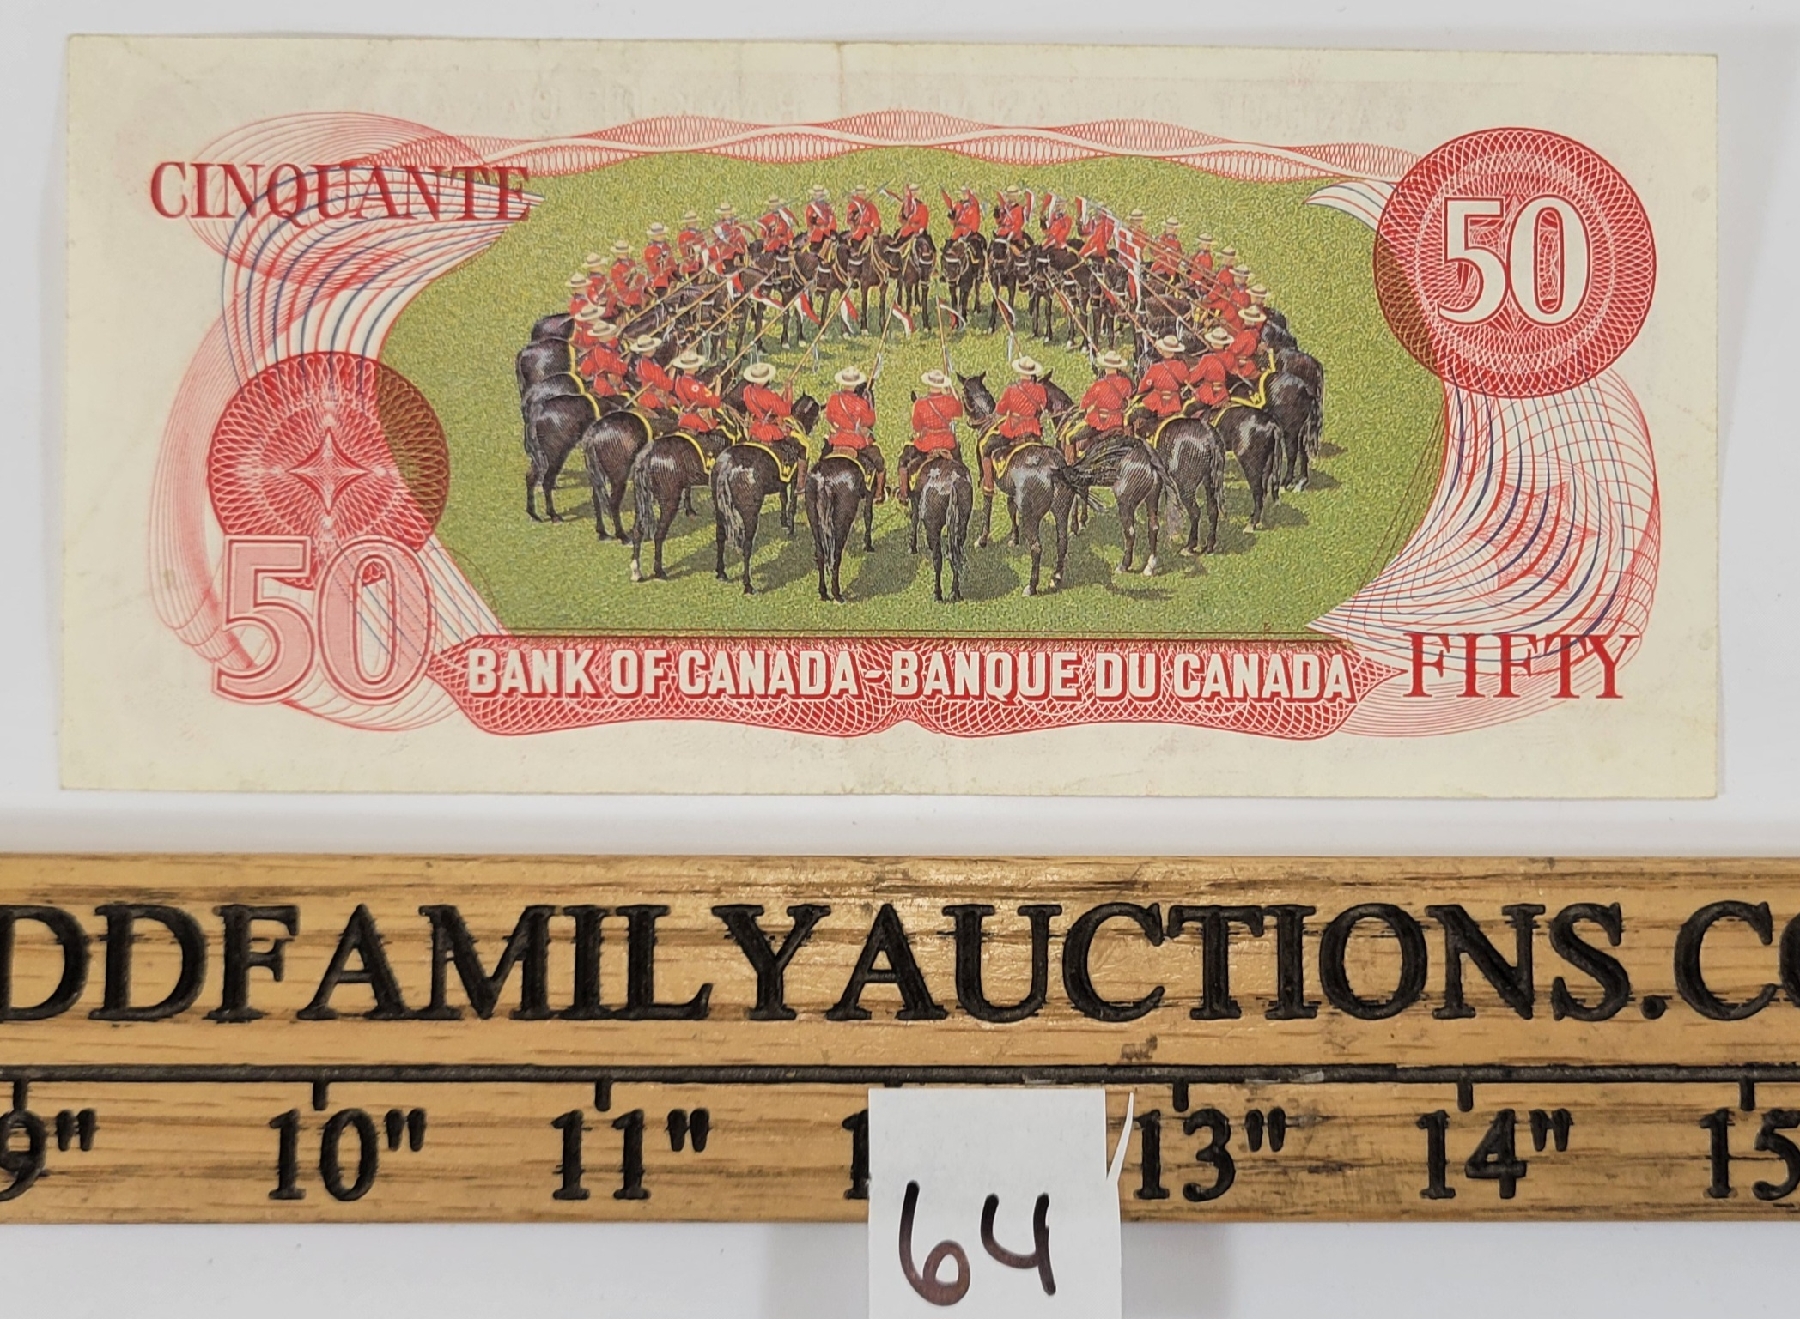 CINQUANTE
50
50
BANK OF CANADA - BANQUE DU CANADA
FIFTY
DDFAMILYAUCTIONS.CO
9" 10" 11" 13" 14" 15
64